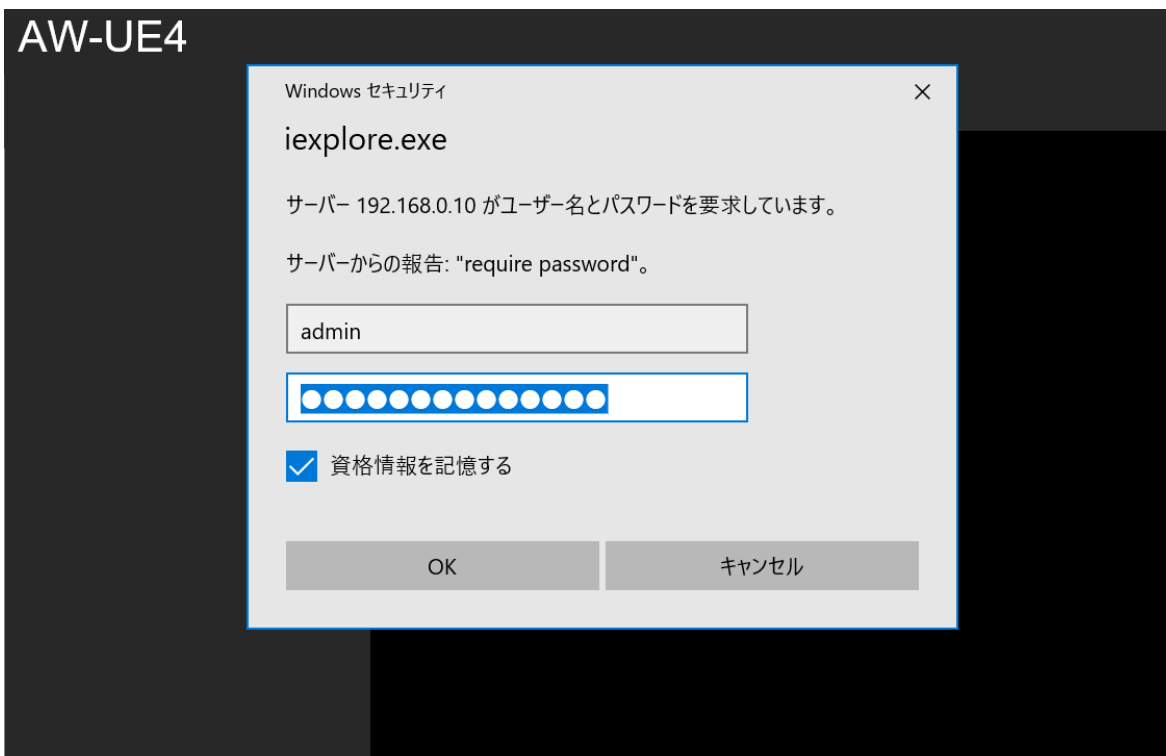 AW-UE4
Windows セキュリティ
iexplore.exe
サーバー 192.168.0.10 がユーザー名とパスワードを要求しています。
サーバーからの報告: "require password"。
admin
●●●●●●●●●●●●●●
資格情報を記憶する
OK
キャンセル